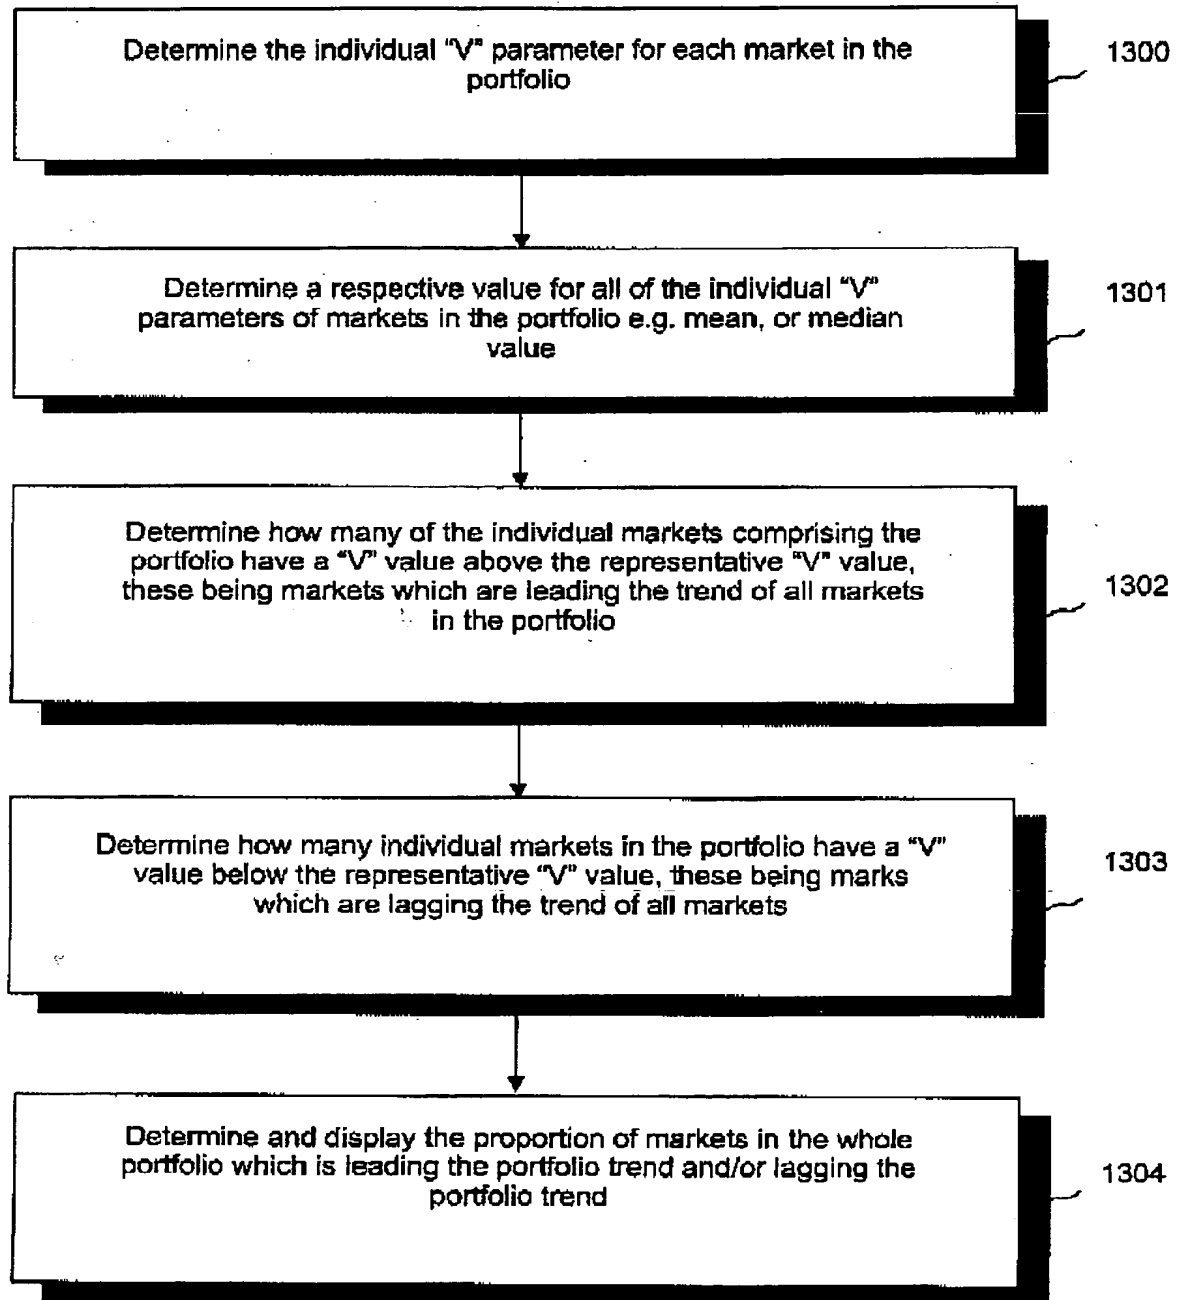 Determine the individual "V" parameter for each market in the
portfolio
1300
Determine a respective value for all of the individual "V"
parameters of markets in the portfolio e.g. mean, or median
value
1301
Determine how many of the individual markets comprising the
portfolio have a "V" value above the representative "V" value,
these being markets which are leading the trend of all markets
in the portfolio
1302
Determine how many individual markets in the portfolio have a "V"
value below the representative "V" value, these being marks
which are lagging the trend of all markets
1303
Determine and display the proportion of markets in the whole
portfolio which is leading the portfolio trend and/or lagging the
portfolio trend
1304